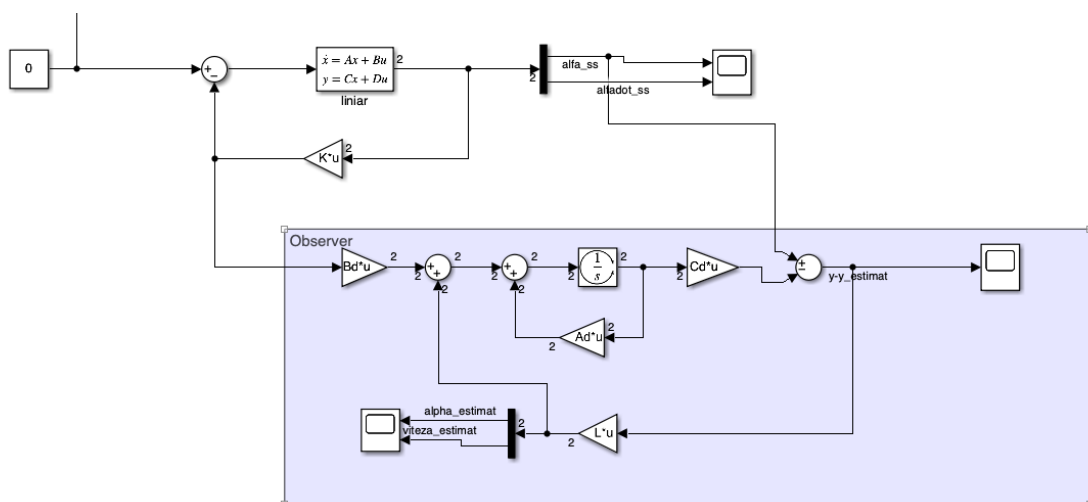 0
+
−
ẋ = Ax + Bu
y = Cx + Du
2
liniar
2
alfa_ss
alfadot_ss
K*u
2
Observer
Bd*u
2
2
+
+
2
2
2
+
+
2
2
2
1
s
2
Cd*u
+
−
y-y_estimat
Ad*u
2
2
alpha_estimat
viteza_estimat
2
2
L*u